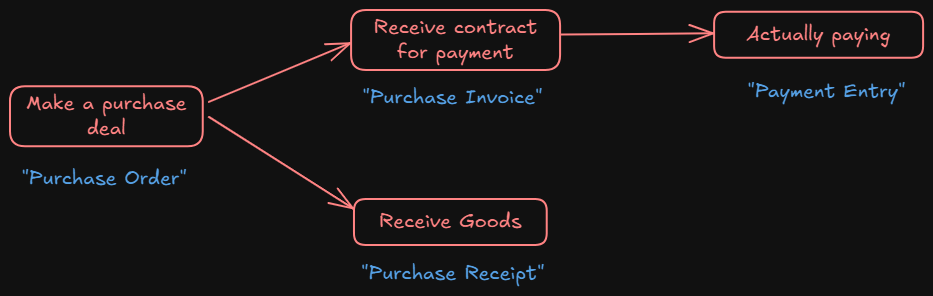 Receive contract
for payment
"Purchase Invoice"
Actually paying
"Payment Entry"
Make a purchase
deal
"Purchase Order"
Receive Goods
"Purchase Receipt"